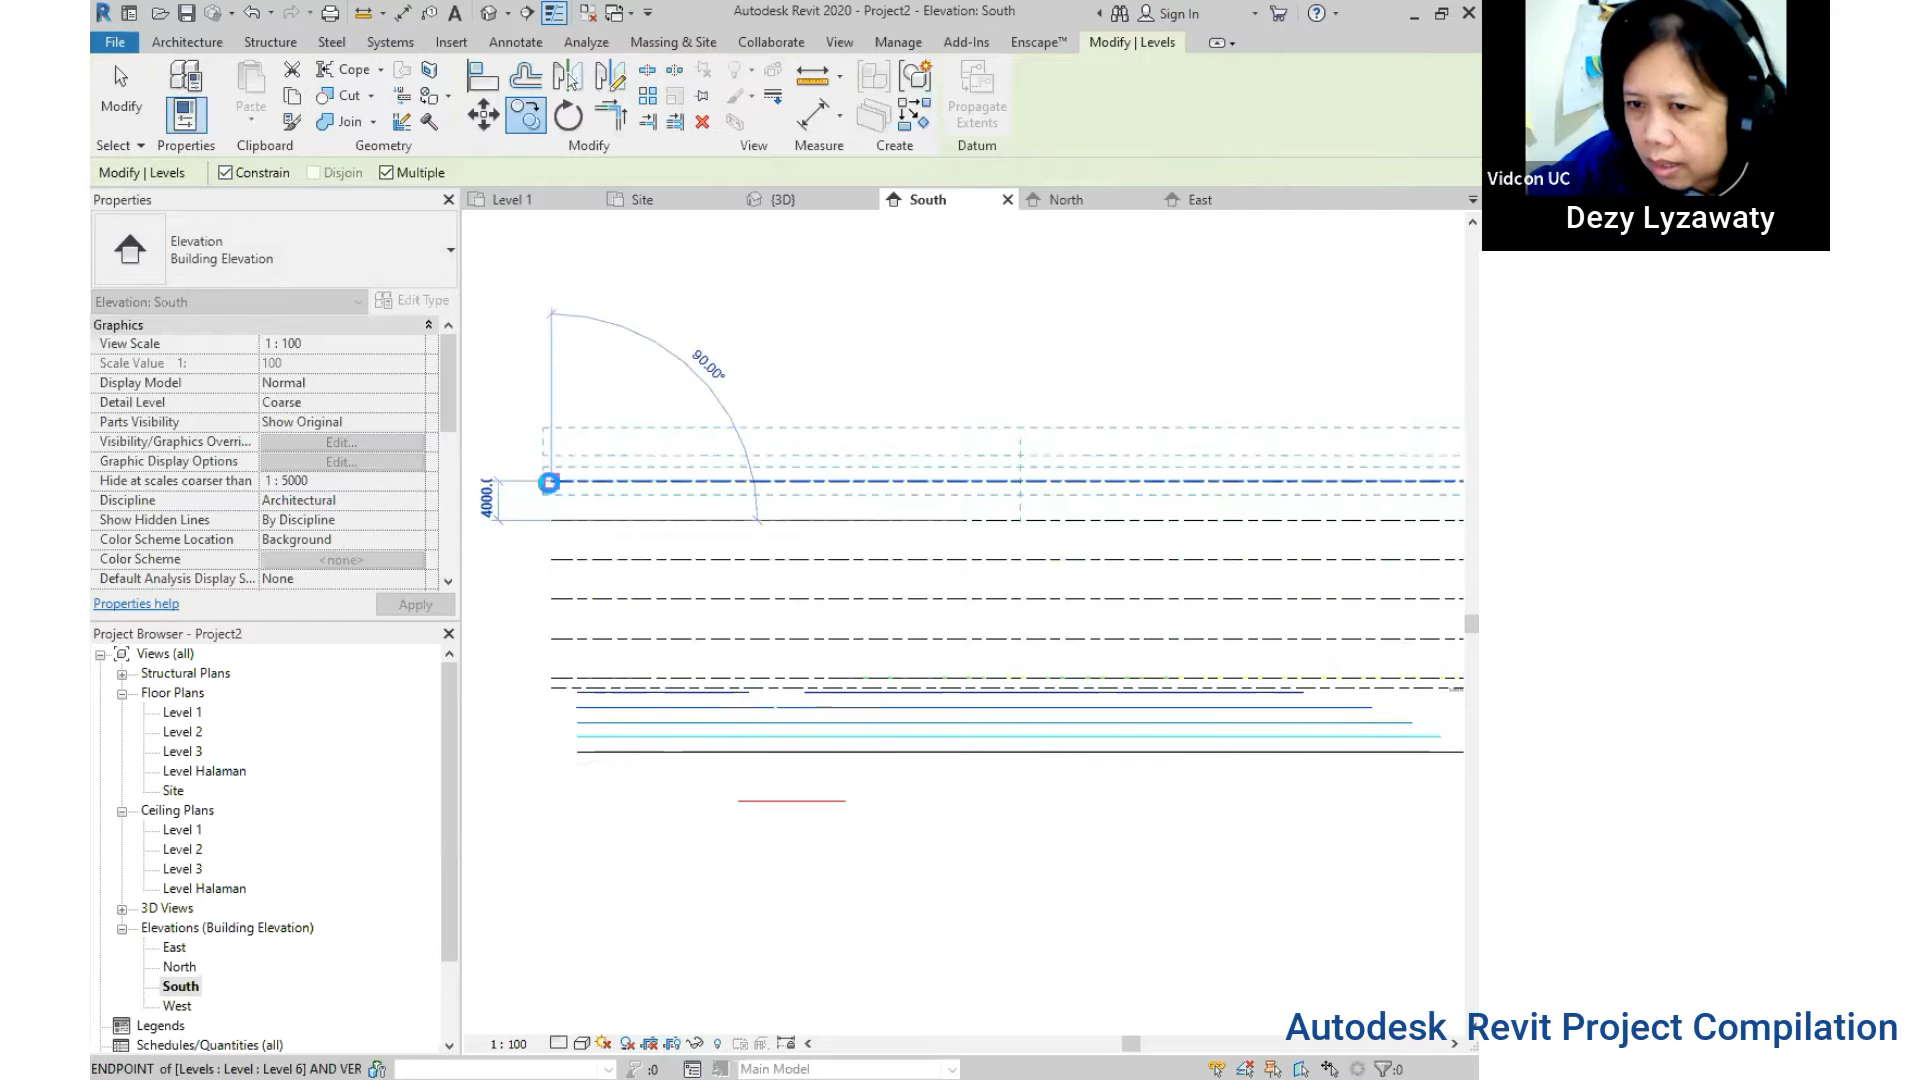 Autodesk Revit 2020 - Project2 - Elevation: South
Sign In
File
Architecture
Structure
Steel
Systems
Insert
Annotate
Analyze
Massing & Site
Collaborate
View
Manage
Add-Ins
Enscape™
Modify | Levels
Modify
Paste
Cope
Cut
Join
Propagate
Extents
Select
Properties
Clipboard
Geometry
Modify
View
Measure
Create
Datum
Modify | Levels
Constrain
Disjoin
Multiple
Properties
Level 1
Site
{3D}
South
North
East
Elevation
Building Elevation
Elevation: South
Edit Type
Graphics
View Scale
1 : 100
Scale Value 1:
100
Display Model
Normal
Detail Level
Coarse
Parts Visibility
Show Original
Visibility/Graphics Overri...
Edit...
Graphic Display Options
Edit...
Hide at scales coarser than
1 : 5000
Discipline
Architectural
Show Hidden Lines
By Discipline
Color Scheme Location
Background
Color Scheme
<none>
Default Analysis Display S...
None
Properties help
Apply
Project Browser - Project2
Views (all)
Structural Plans
Floor Plans
Level 1
Level 2
Level 3
Level Halaman
Site
Ceiling Plans
Level 1
Level 2
Level 3
Level Halaman
3D Views
Elevations (Building Elevation)
East
North
South
West
Legends
Schedules/Quantities (all)
90.00°
4000.
1 : 100
ENDPOINT of [Levels : Level : Level 6] AND VER
:0
Main Model
:0
Vidcon UC
Dezy Lyzawaty
Autodesk Revit Project Compilation